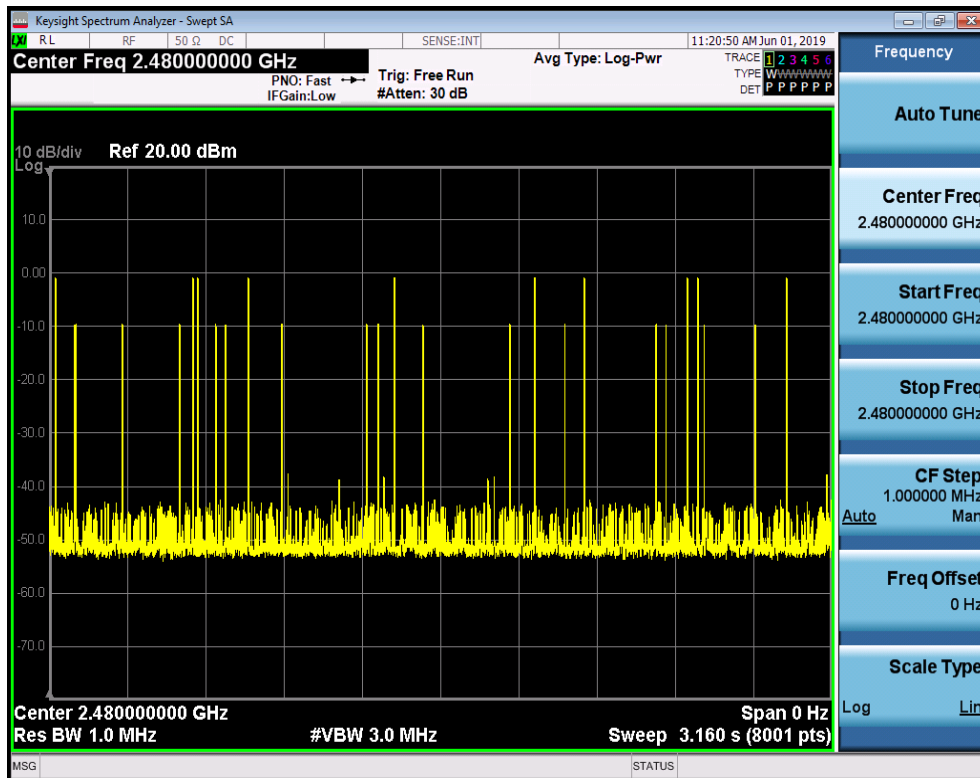 Keysight Spectrum Analyzer - Swept SA
LXI RL RF 50 Ω DC SENSE:INT 11:20:50 AM Jun 01, 2019
Center Freq 2.480000000 GHz
PNO: Fast
IFGain:Low
Trig: Free Run
#Atten: 30 dB
Avg Type: Log-Pwr
TRACE 1 2 3 4 5 6
TYPE WWWWWW
DET P P P P P P
10 dB/div
Log
Ref 20.00 dBm
10.0
0.00
-10.0
-20.0
-30.0
-40.0
-50.0
-60.0
-70.0
Center 2.480000000 GHz
Span 0 Hz
Res BW 1.0 MHz
#VBW 3.0 MHz
Sweep 3.160 s (8001 pts)
MSG
STATUS
Frequency
Auto Tune
Center Freq
2.480000000 GHz
Start Freq
2.480000000 GHz
Stop Freq
2.480000000 GHz
CF Step
1.000000 MHz
Auto Man
Freq Offset
0 Hz
Scale Type
Log Lin